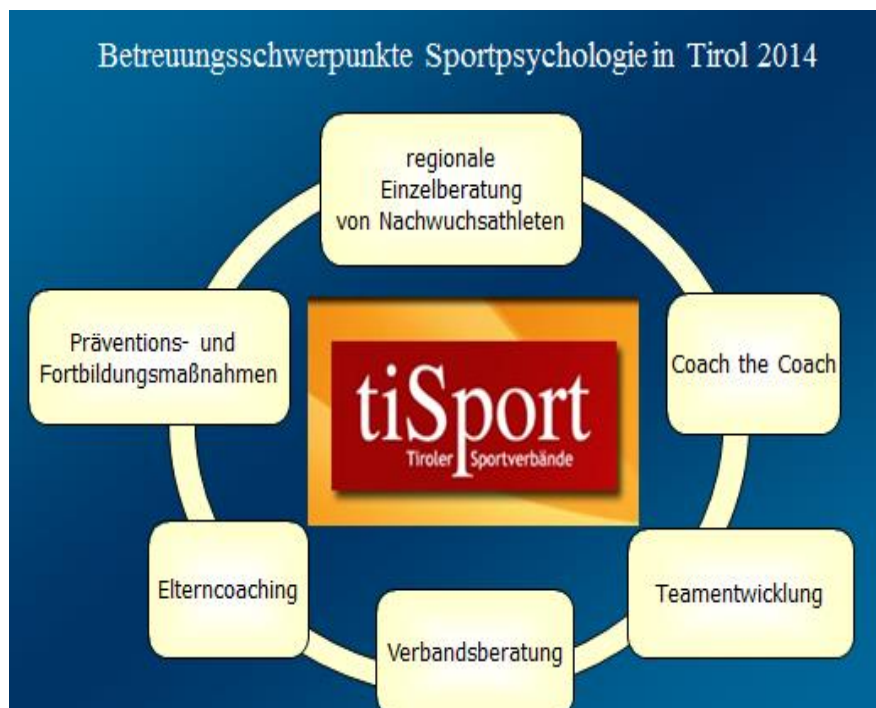 Betreuungsschwerpunkte Sportpsychologie in Tirol 2014
regionale
Einzelberatung
von Nachwuchsathleten
Präventions- und
Fortbildungsmaßnahmen
Coach the Coach
tiSport
Tiroler Sportverbände
Elterncoaching
Teamentwicklung
Verbandsberatung